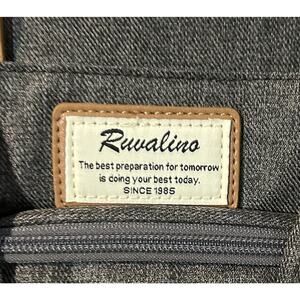 Ruvalino
The best preparation for tomorrow
is doing your best today.
SINCE 1985